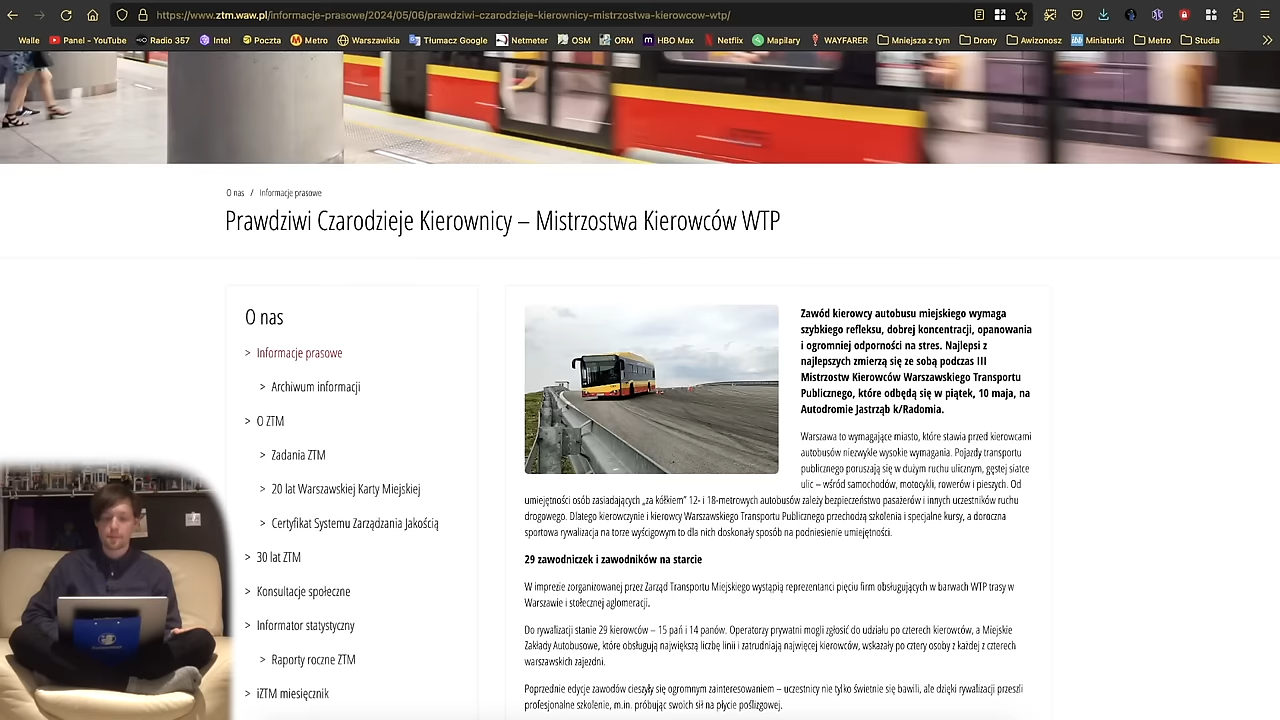 https://www.ztm.waw.pl/informacje-prasowe/2024/05/06/prawdziwi-czarodzieje-kierownicy-mistrzostwa-kierowcow-wtp/
Walle Panel - YouTube Radio 357 Intel Poczta Metro Warszawikia Tłumacz Google Netmeter OSM ORM HBO Max Netflix Mapilary WAYFARER Mniejsza z tym Drony Awizonosz Miniaturki Metro Studia
O nas / Informacje prasowe
Prawdziwi Czarodzieje Kierownicy – Mistrzostwa Kierowców WTP
O nas
> Informacje prasowe
> Archiwum informacji
> O ZTM
> Zadania ZTM
> 20 lat Warszawskiej Karty Miejskiej
> Certyfikat Systemu Zarządzania Jakością
> 30 lat ZTM
> Konsultacje społeczne
> Informator statystyczny
> Raporty roczne ZTM
> iZTM miesięcznik
Zawód kierowcy autobusu miejskiego wymaga
szybkiego refleksu, dobrej koncentracji, opanowania
i ogromniej odporności na stres. Najlepsi z
najlepszych zmierzą się ze sobą podczas III
Mistrzostw Kierowców Warszawskiego Transportu
Publicznego, które odbędą się w piątek, 10 maja, na
Autodromie Jastrząb k/Radomia.
Warszawa to wymagające miasto, które stawia przed kierowcami
autobusów niezwykle wysokie wymagania. Pojazdy transportu
publicznego poruszają się w dużym ruchu ulicznym, gęstej siatce
ulic – wśród samochodów, motocykli, rowerów i pieszych. Od
umiejętności osób zasiadających „za kółkiem” 12- i 18-metrowych autobusów zależy bezpieczeństwo pasażerów i innych uczestników ruchu
drogowego. Dlatego kierowczynie i kierowcy Warszawskiego Transportu Publicznego przechodzą szkolenia i specjalne kursy, a doroczna
sportowa rywalizacja na torze wyścigowym to dla nich doskonały sposób na podniesienie umiejętności.
29 zawodniczek i zawodników na starcie
W imprezie zorganizowanej przez Zarząd Transportu Miejskiego wystąpią reprezentanci pięciu firm obsługujących w barwach WTP trasy w
Warszawie i stołecznej aglomeracji.
Do rywalizacji stanie 29 kierowców – 15 pań i 14 panów. Operatorzy prywatni mogli zgłosić do udziału po czterech kierowców, a Miejskie
Zakłady Autobusowe, które obsługują największą liczbę linii i zatrudniają najwięcej kierowców, wskazały po cztery osoby z każdej z czterech
warszawskich zajezdni.
Poprzednie edycje zawodów cieszyły się ogromnym zainteresowaniem – uczestnicy nie tylko świetnie się bawili, ale dzięki rywalizacji przeszli
profesjonalne szkolenie, m.in. próbując swoich sił na płycie poślizgowej.